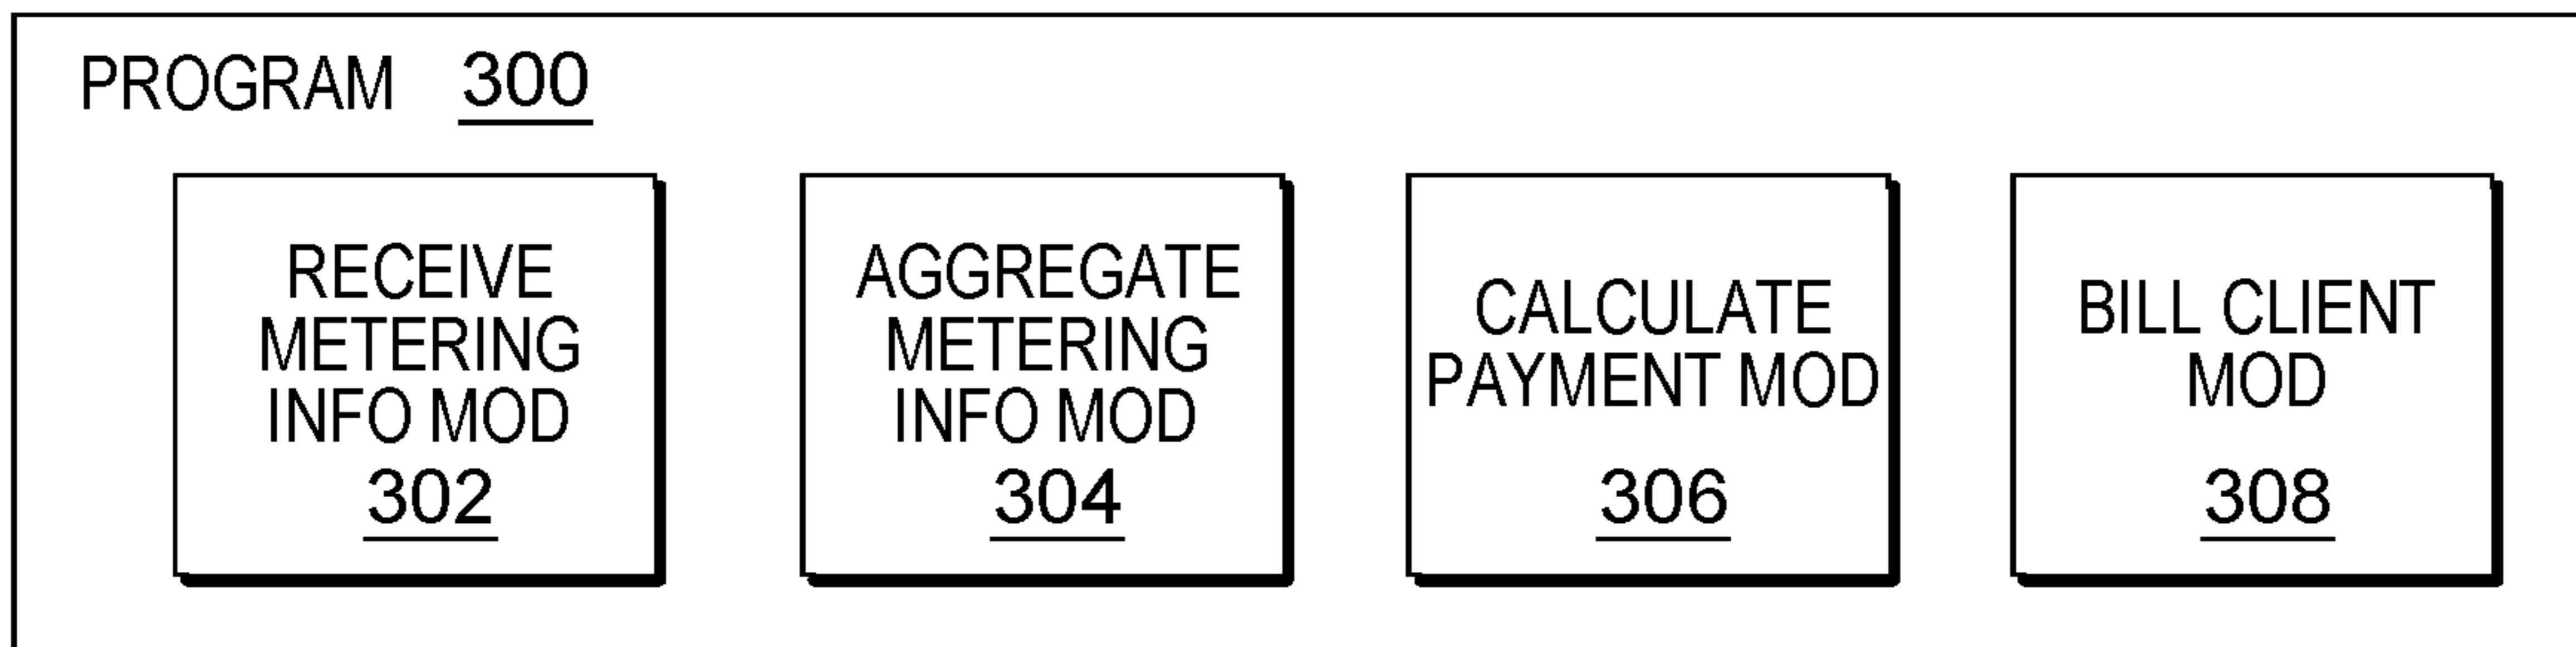 PROGRAM 300
RECEIVE
METERING
INFO MOD
302
AGGREGATE
METERING
INFO MOD
304
CALCULATE
PAYMENT MOD
306
BILL CLIENT
MOD
308